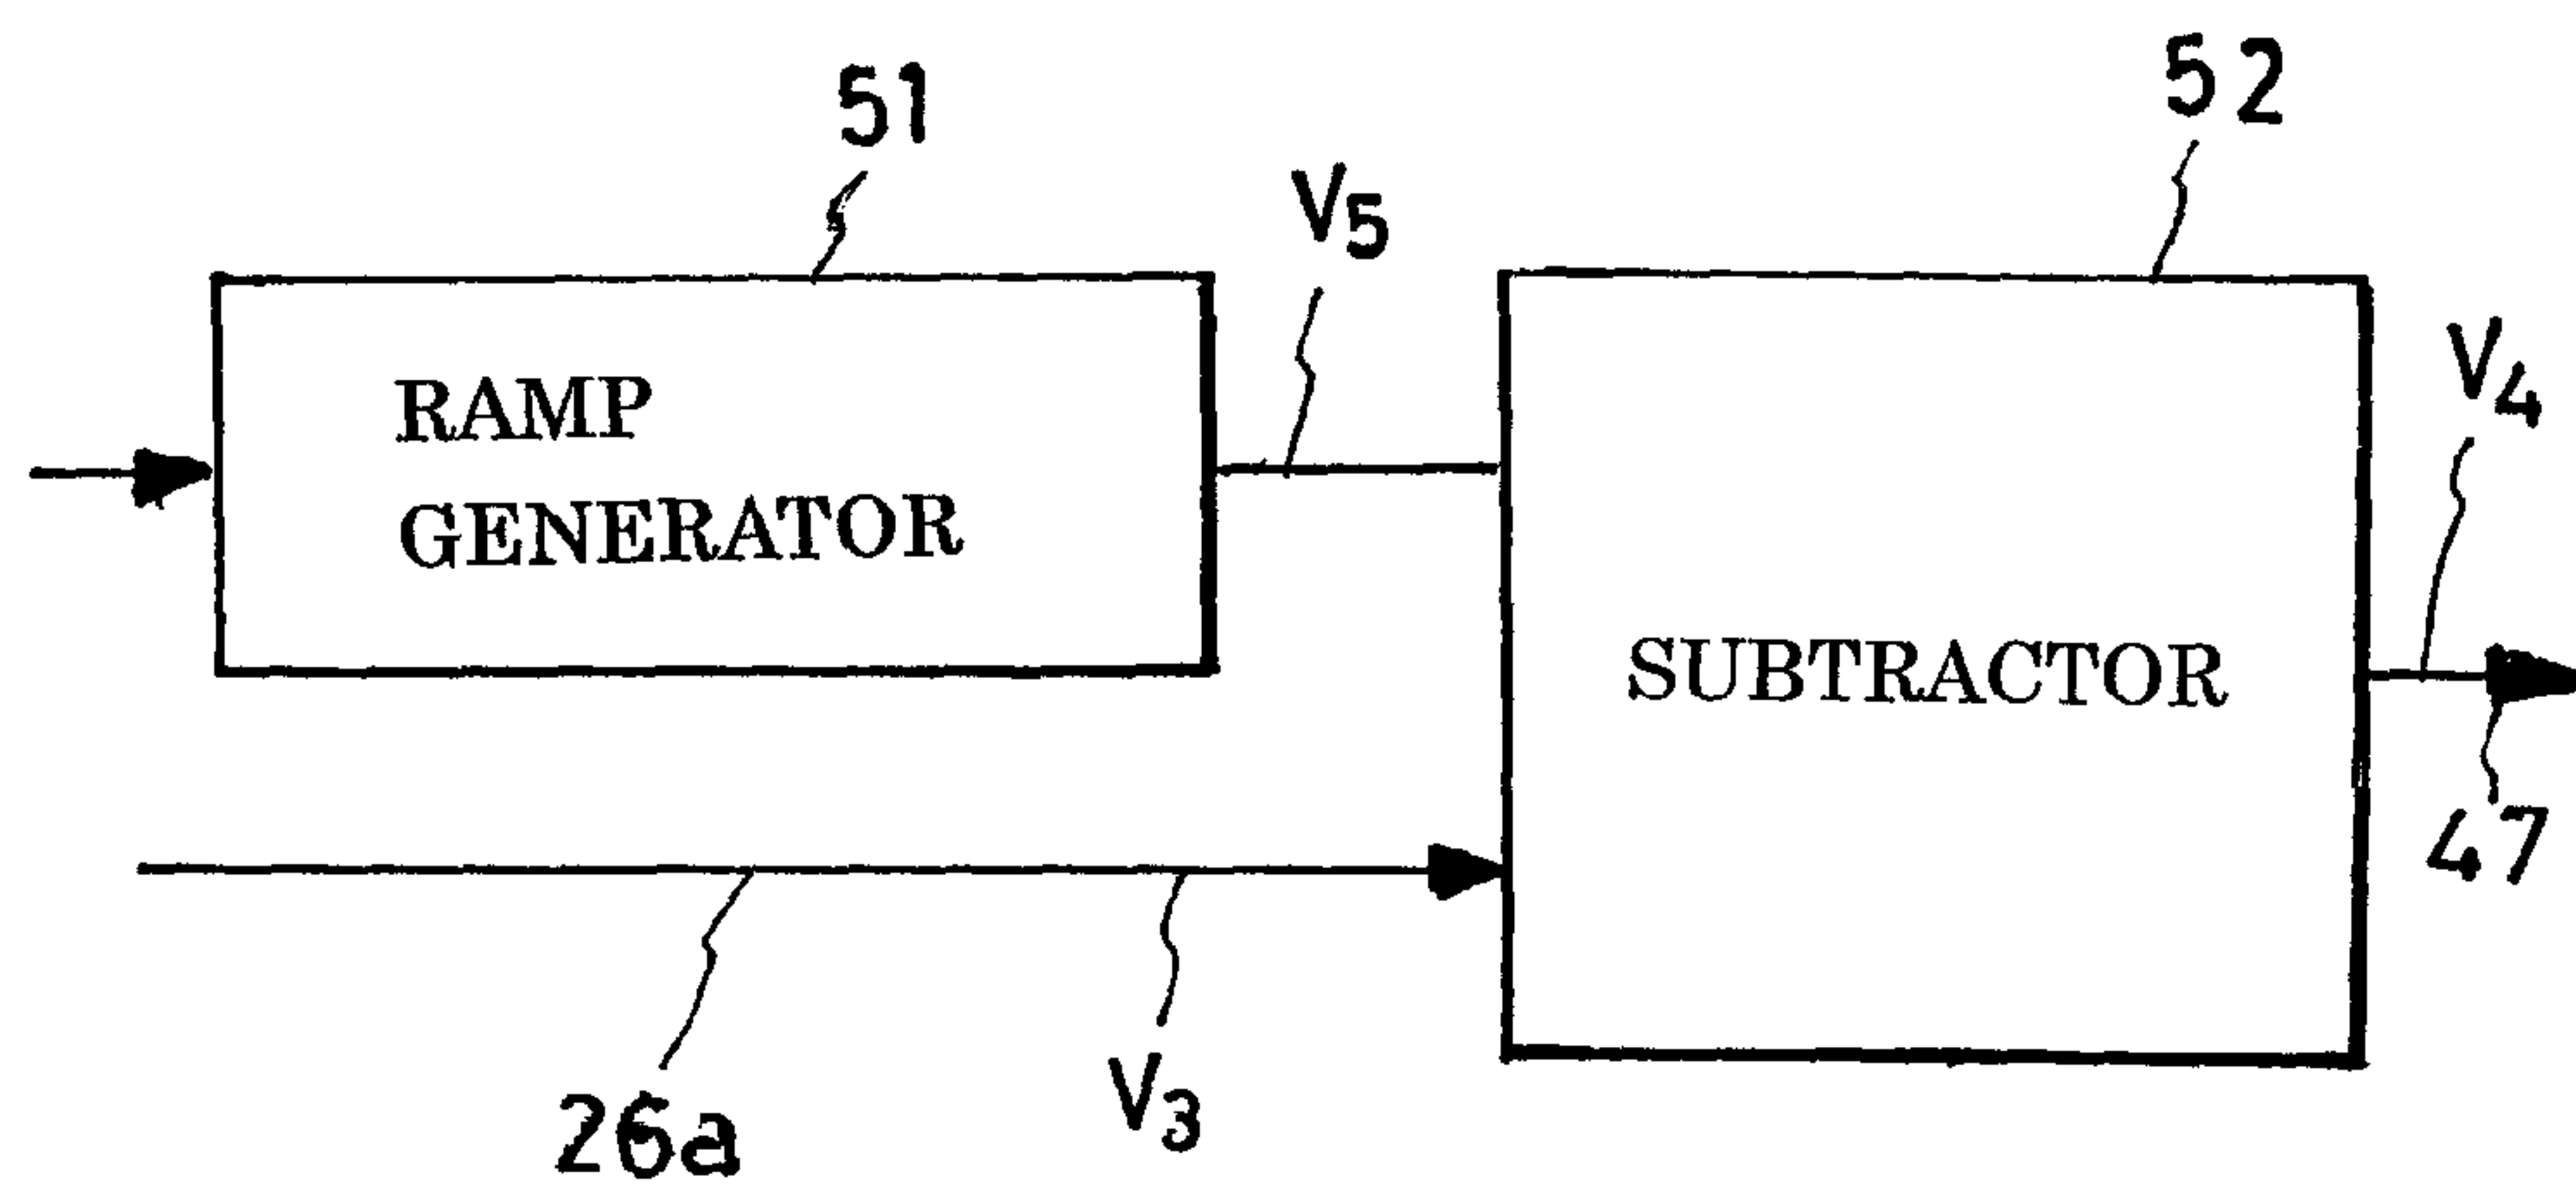 51
52
V5
V4
RAMP
GENERATOR
SUBTRACTOR
47
26a
V3